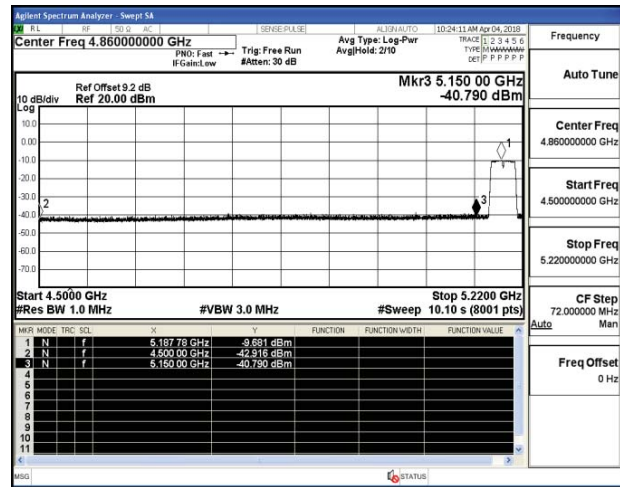 Agilent Spectrum Analyzer - Swept SA
RL RF 50 Ω AC SENSE:PULSE ALIGN AUTO 10:24:11 AM Apr 04, 2018
Center Freq 4.860000000 GHz
PNO: Fast
IFGain:Low
Trig: Free Run
#Atten: 30 dB
Avg Type: Log-Pwr
Avg|Hold: 2/10
TRACE 1 2 3 4 5 6
TYPE M W W W W W
DET P P P P P P
Frequency
Auto Tune
Mkr3 5.150 00 GHz
-40.790 dBm
Ref Offset 9.2 dB
10 dB/div Ref 20.00 dBm
Log
10.0
0.00
-10.0
-20.0
-30.0
-40.0
-50.0
-60.0
-70.0
1
2
3
Center Freq
4.860000000 GHz
Start Freq
4.500000000 GHz
Stop Freq
5.220000000 GHz
CF Step
72.000000 MHz
Auto Man
Freq Offset
0 Hz
Start 4.5000 GHz Stop 5.2200 GHz
#Res BW 1.0 MHz #VBW 3.0 MHz #Sweep 10.10 s (8001 pts)
MKR MODE TRC SCL X Y FUNCTION FUNCTION WIDTH FUNCTION VALUE
1 N f 5.187 78 GHz -9.681 dBm
2 N f 4.500 00 GHz -42.916 dBm
3 N f 5.150 00 GHz -40.790 dBm
4
5
6
7
8
9
10
11
MSG STATUS